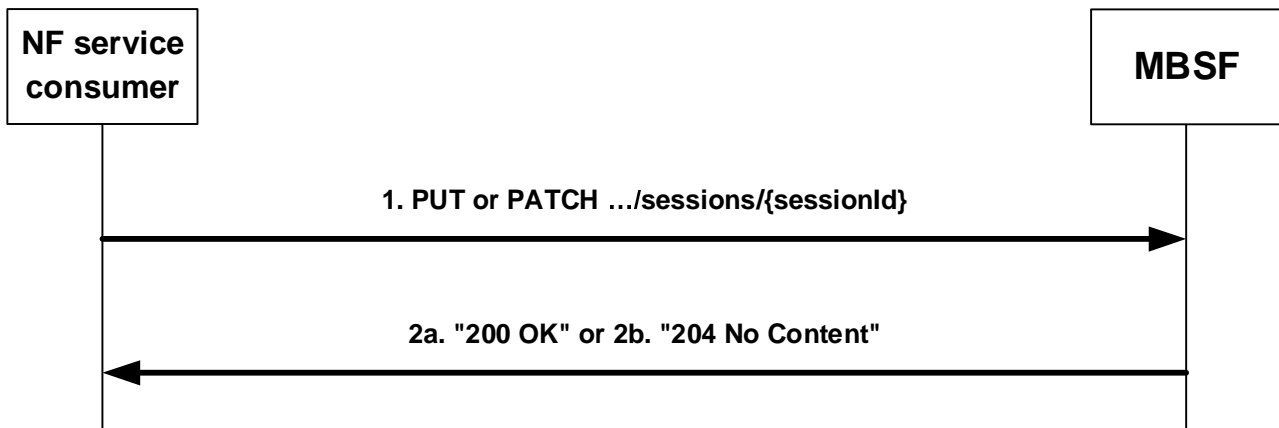 NF service
consumer
MBSF
1. PUT or PATCH …/sessions/{sessionId}
2a. "200 OK" or 2b. "204 No Content"